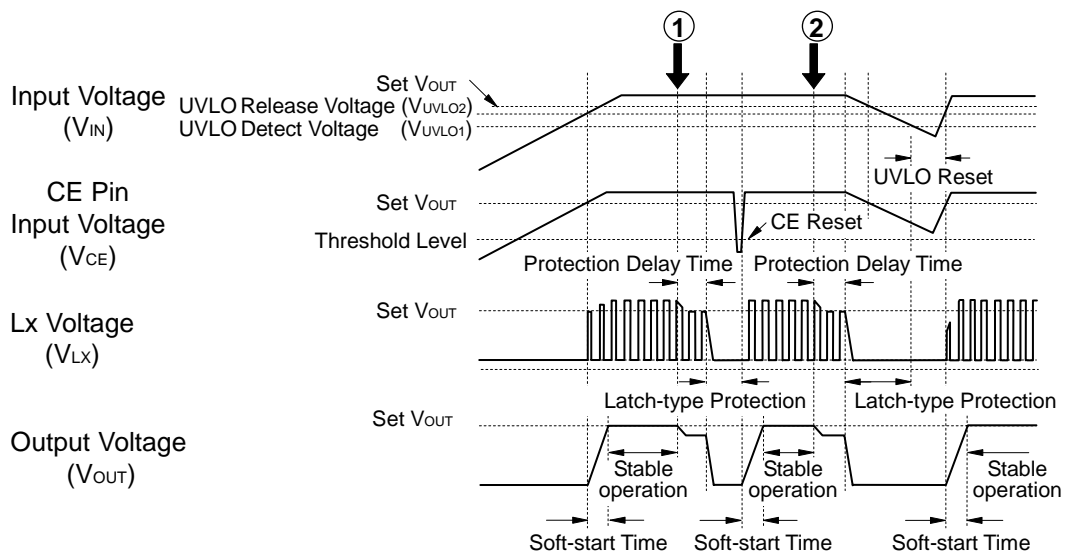 ① ②
Set VOUT
Input Voltage
(VIN)
UVLO Release Voltage (VUVLO2)
UVLO Detect Voltage (VUVLO1)
UVLO Reset
CE Pin
Input Voltage
(VCE)
Set VOUT
Threshold Level
CE Reset
Protection Delay Time Protection Delay Time
Lx Voltage
(VLX)
Set VOUT
Latch-type Protection Latch-type Protection
Output Voltage
(VOUT)
Set VOUT
Stable
operation
Stable
operation
Stable
operation
Soft-start Time Soft-start Time Soft-start Time